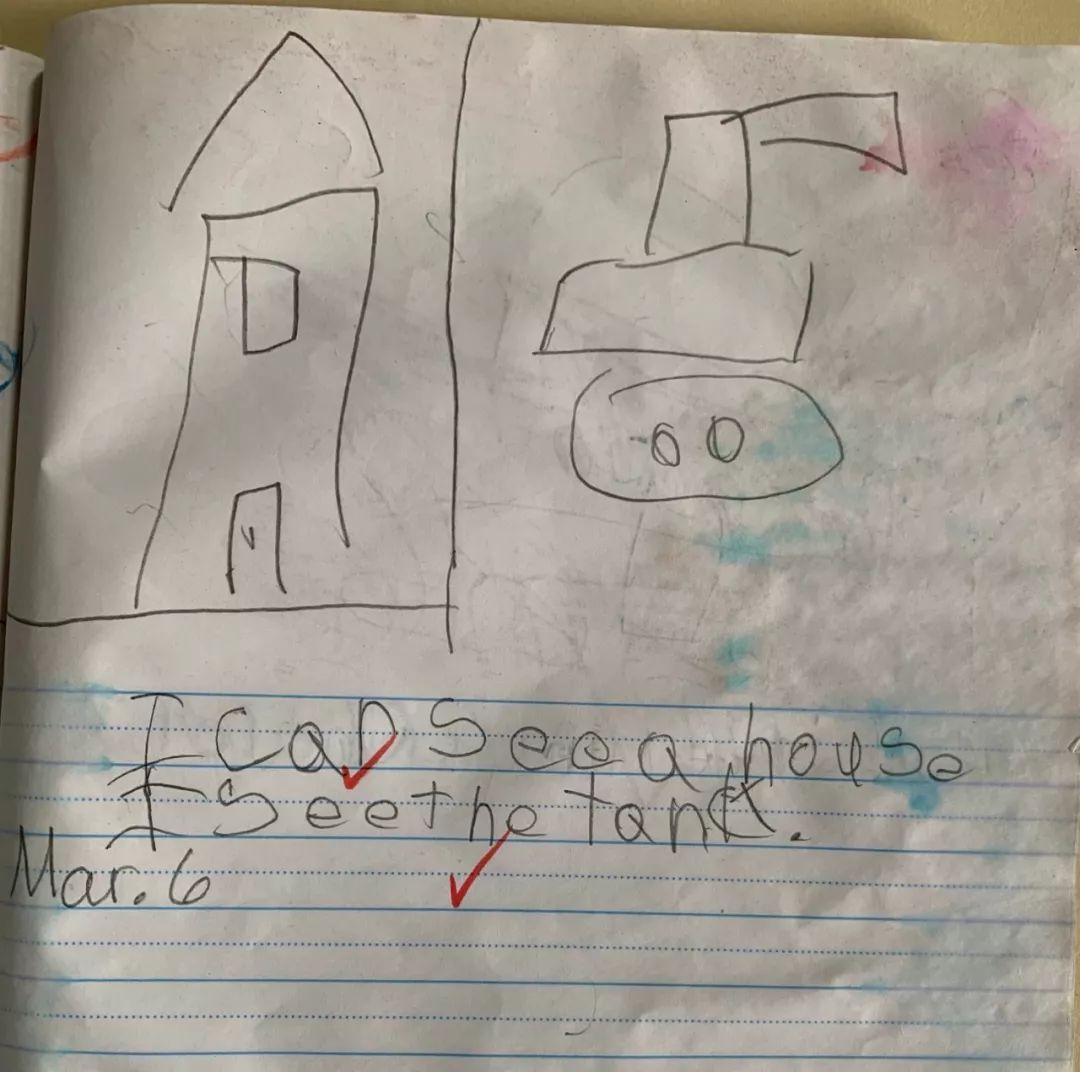 I can see a house
I see the tank.
Mar. 6